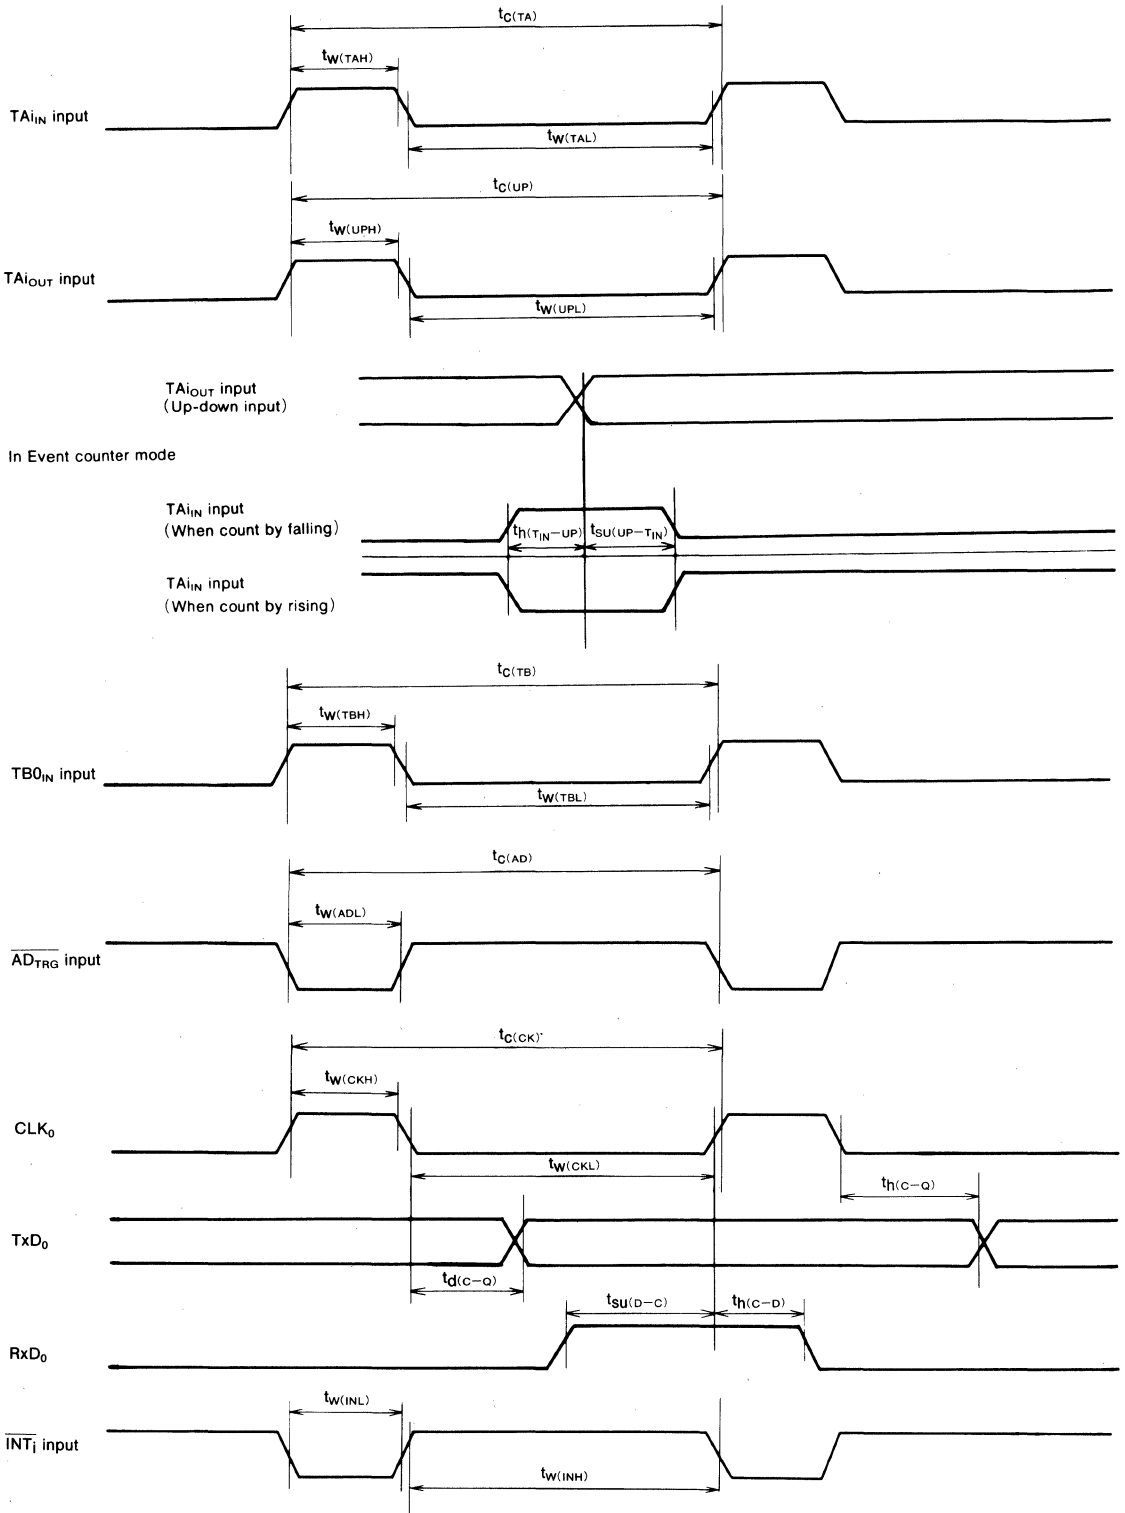 tC(TA)
tW(TAH)
TAiIN input
tW(TAL)
tC(UP)
tW(UPH)
TAiOUT input
tW(UPL)
TAiOUT input
(Up-down input)
In Event counter mode
TAiIN input
(When count by falling)
th(TIN−UP) tSU(UP−TIN)
TAiIN input
(When count by rising)
tC(TB)
tW(TBH)
TB0IN input
tW(TBL)
tC(AD)
tW(ADL)
ADTRG input
tC(CK)
tW(CKH)
CLK0
tW(CKL)
th(C−Q)
TxD0
td(C−Q)
tsu(D−C) th(C−D)
RxD0
tW(INL)
INTi input
tW(INH)